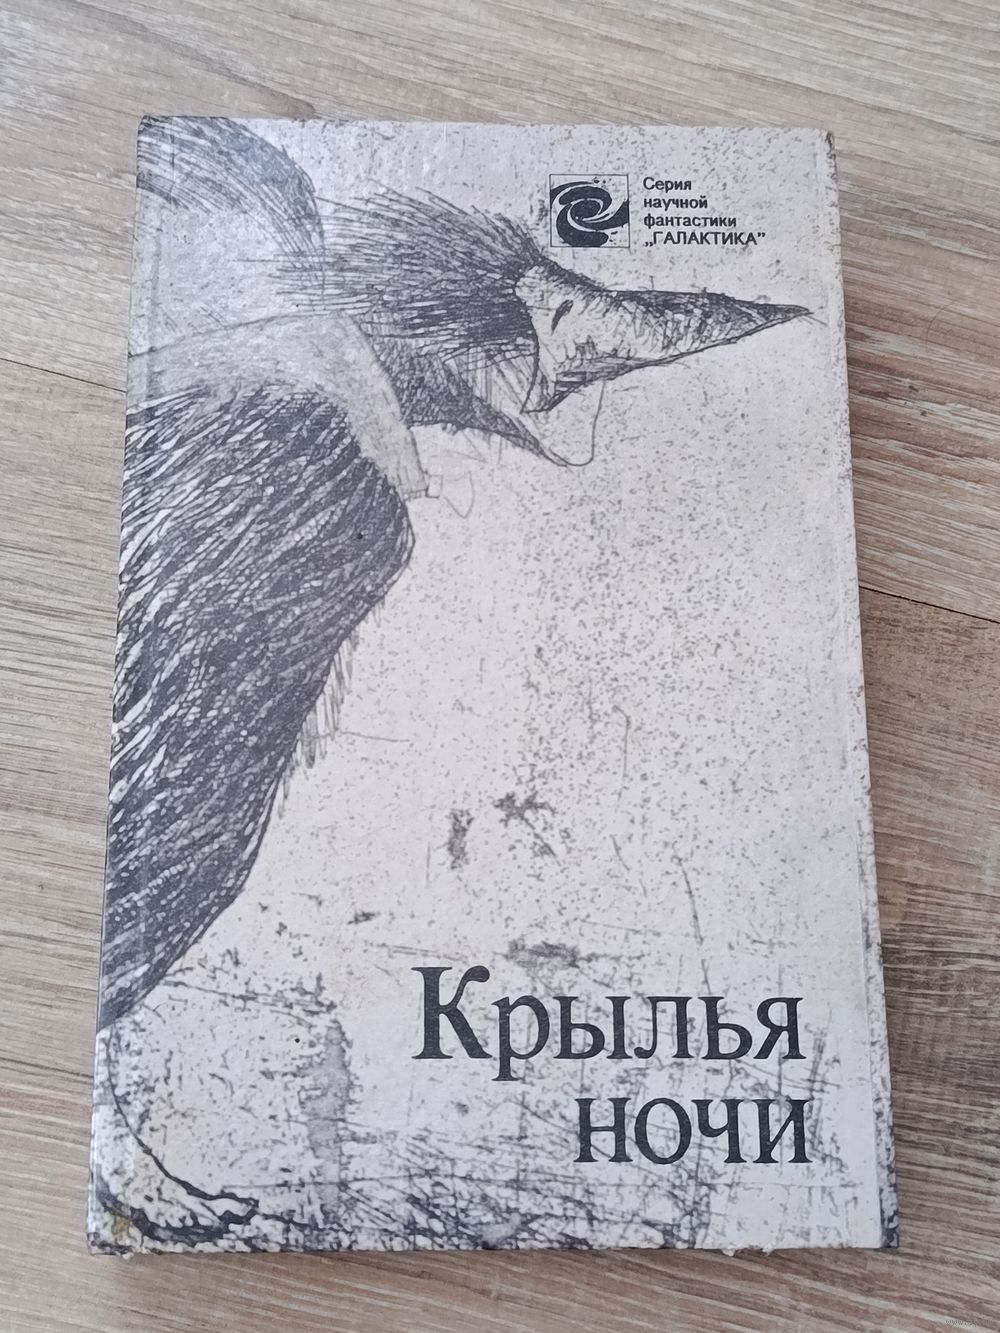 Серия
научной
фантастики
„ГАЛАКТИКА”
Крылья
ночи